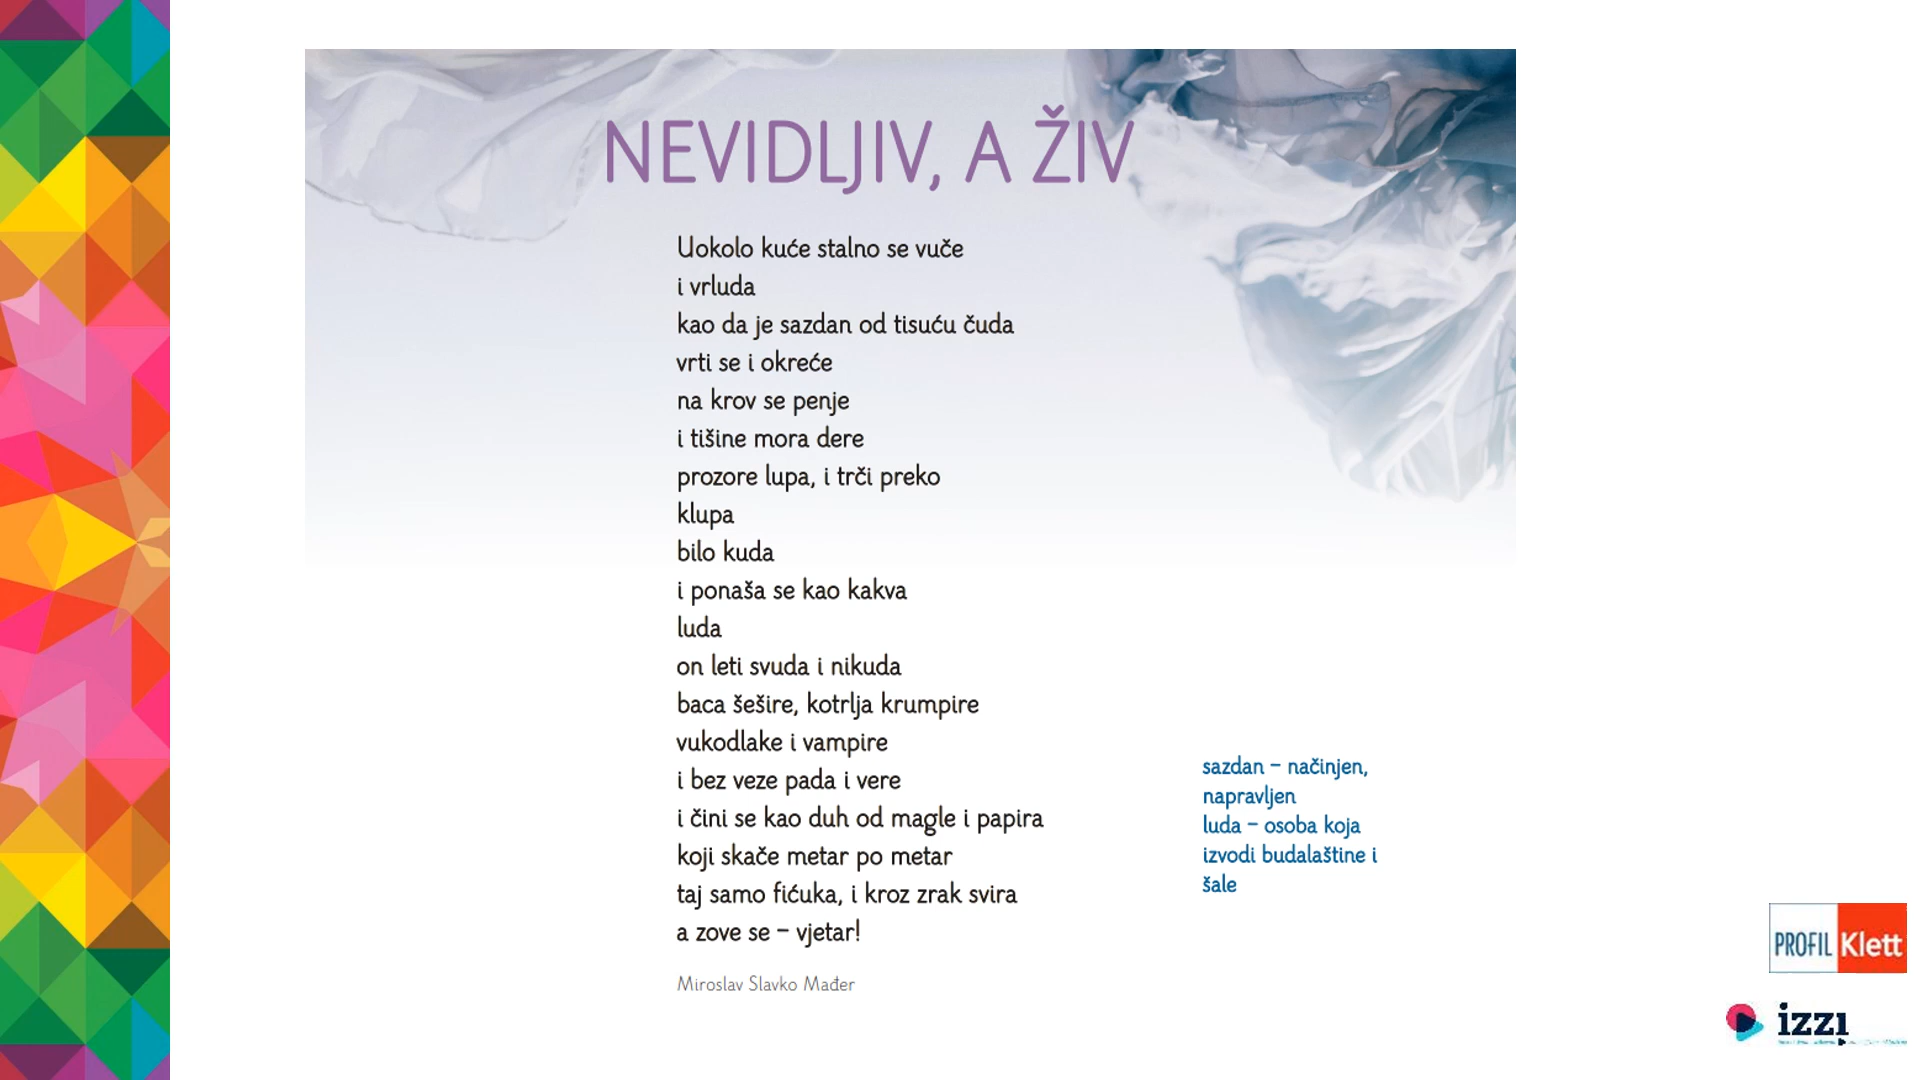 NEVIDLJIV, A ŽIV
Uokolo kuće stalno se vuče
i vrluda
kao da je sazdan od tisuću čuda
vrti se i okreće
na krov se penje
i tišine mora dere
prozore lupa, i trči preko
klupa
bilo kuda
i ponaša se kao kakva
luda
on leti svuda i nikuda
baca šešire, kotrlja krumpire
vukodlake i vampire
i bez veze pada i vere
i čini se kao duh od magle i papira
koji skače metar po metar
taj samo fićuka, i kroz zrak svira
a zove se – vjetar!
Miroslav Slavko Mađer
sazdan – načinjen,
napravljen
luda – osoba koja
izvodi budalaštine i
šale
PROFIL Klett
izzi